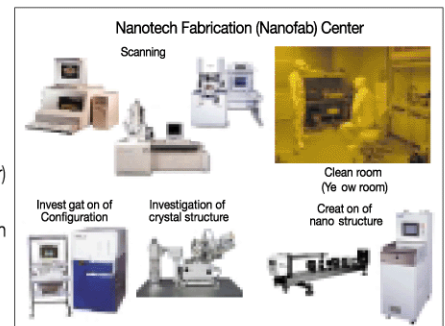 Nanotech Fabrication (Nanofab) Center
Scanning
Clean room
(Ye ow room)
Invest gat on of
Configuration
Investigation of
crystal structure
Creat on of
nano structure
)
n